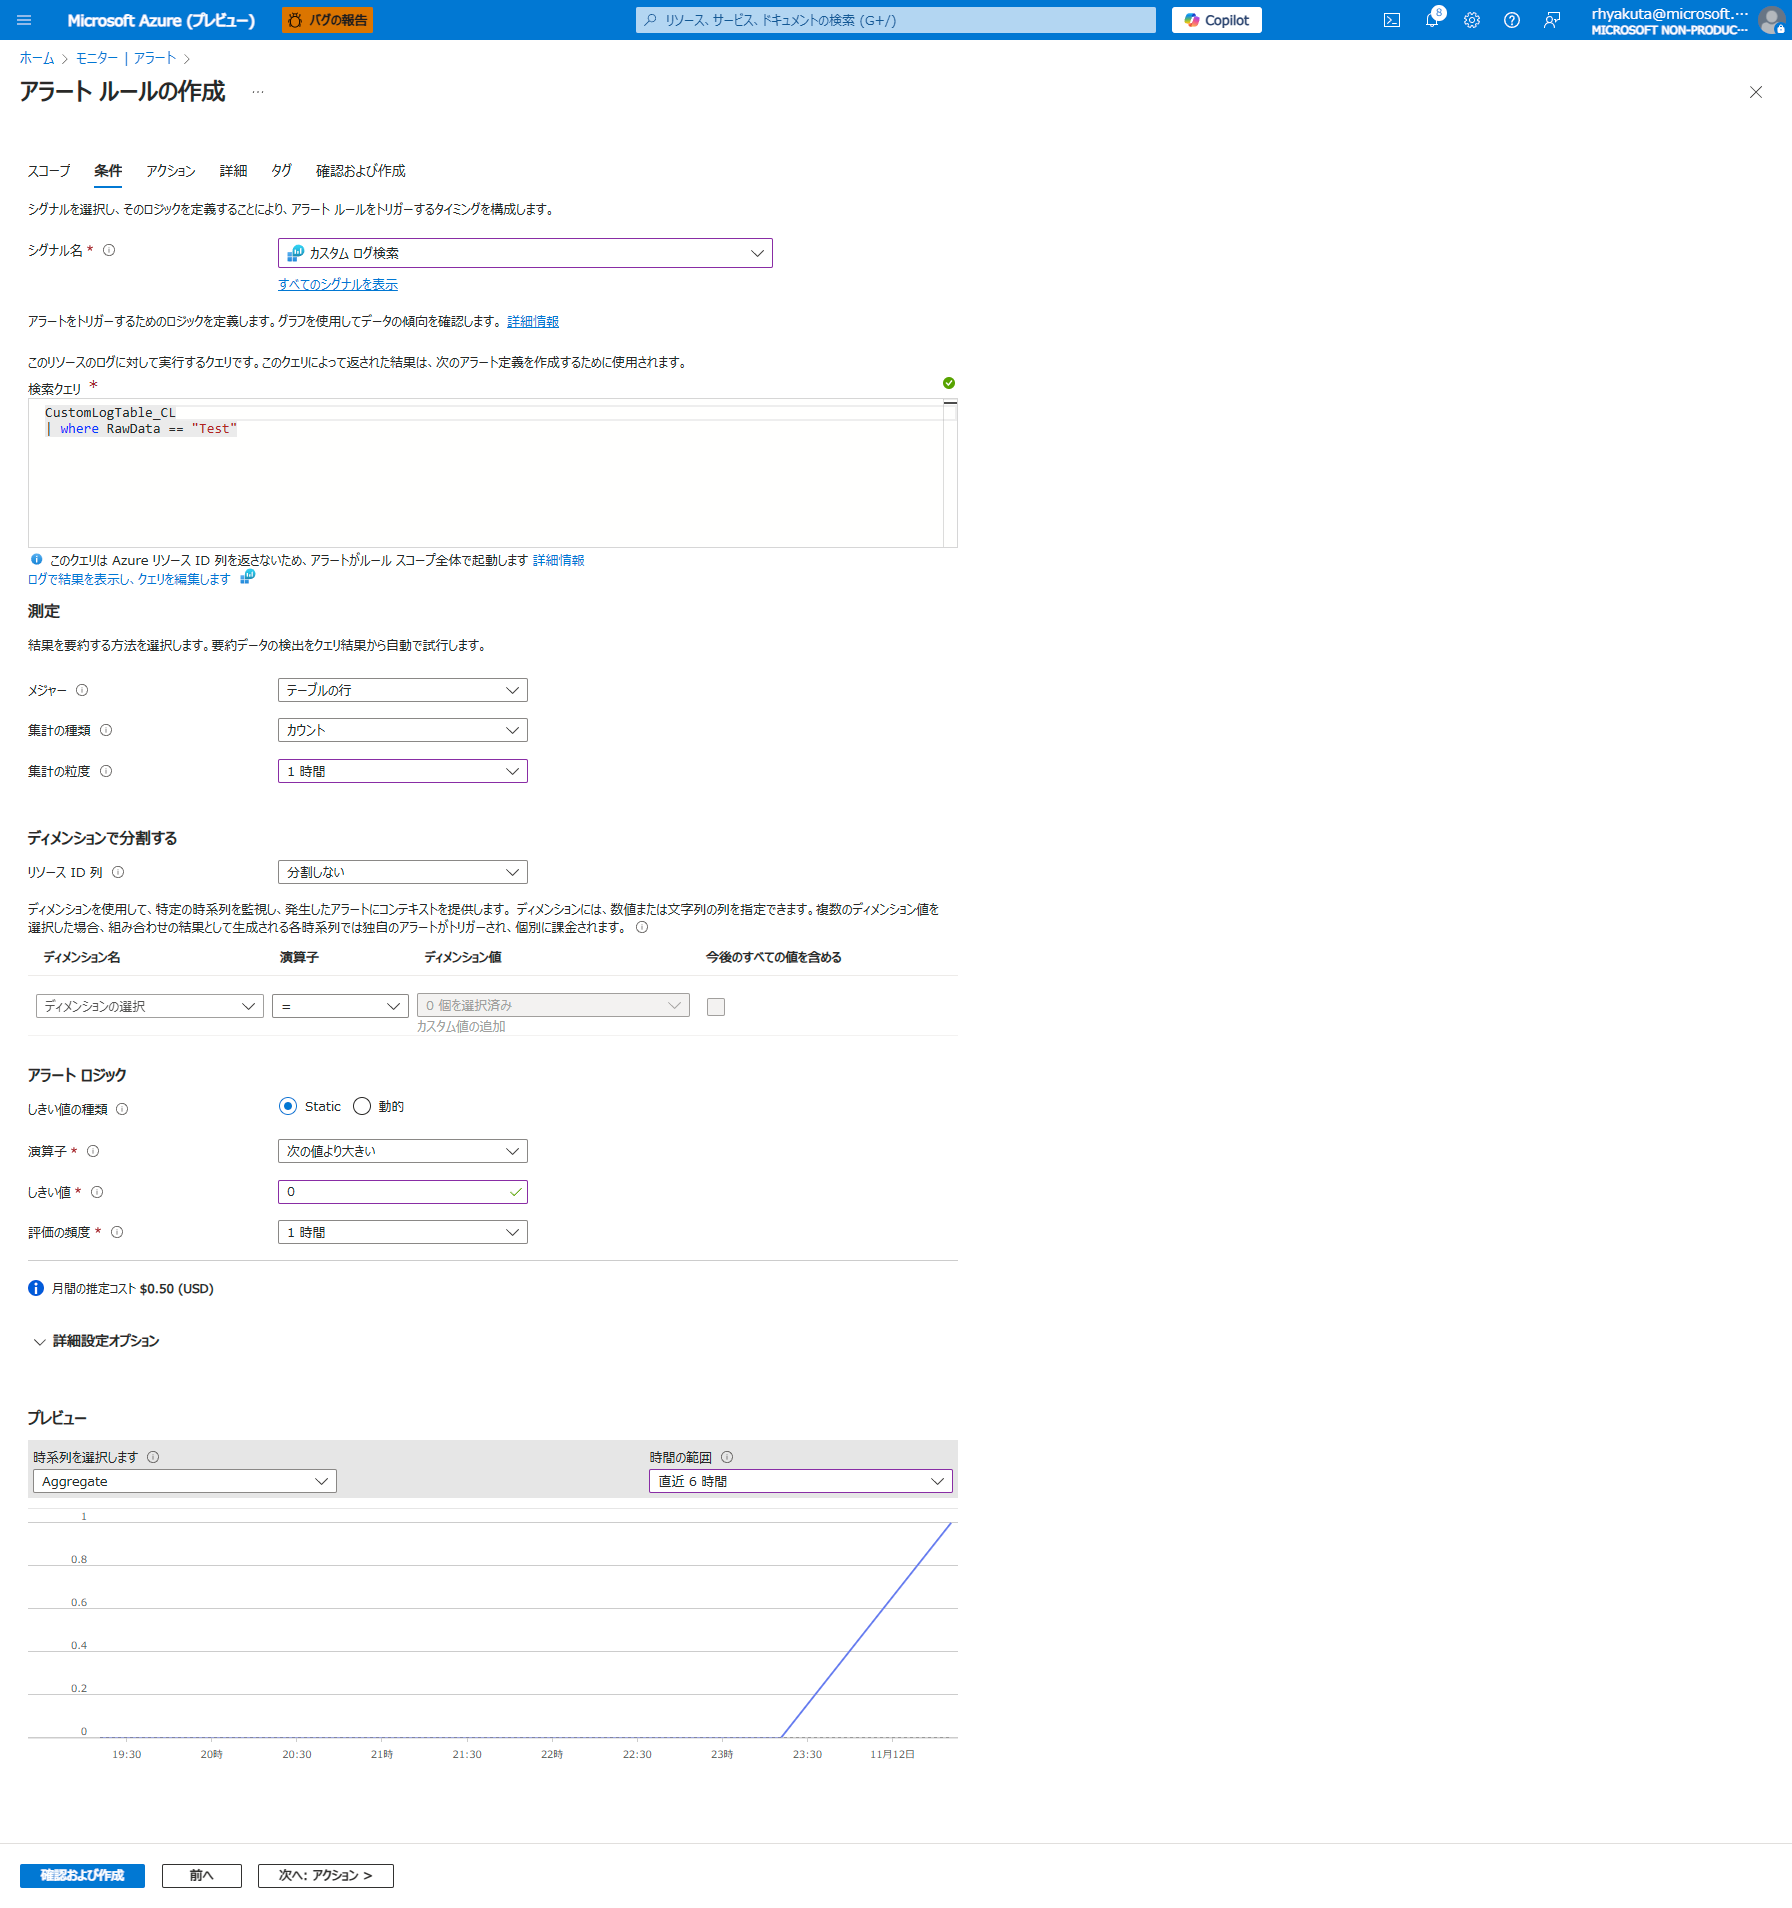 Microsoft Azure (プレビュー)
バグの報告
リソース、サービス、ドキュメントの検索 (G+/)
Copilot
8
rhyakuta@microsoft.···
MICROSOFT NON-PRODUC···
ホーム > モニター | アラート >
アラート ルールの作成 ···
スコープ 条件 アクション 詳細 タグ 確認および作成
シグナルを選択し、そのロジックを定義することにより、アラート ルールをトリガーするタイミングを構成します。
シグナル名 *
カスタム ログ検索
すべてのシグナルを表示
アラートをトリガーするためのロジックを定義します。グラフを使用してデータの傾向を確認します。 詳細情報
このリソースのログに対して実行するクエリです。このクエリによって返された結果は、次のアラート定義を作成するために使用されます。
検索クエリ *
CustomLogTable_CL
| where RawData == "Test"
このクエリは Azure リソース ID 列を返さないため、アラートがルール スコープ全体で起動します 詳細情報
ログで結果を表示し、クエリを編集します
測定
結果を要約する方法を選択します。要約データの検出をクエリ結果から自動で試行します。
メジャー テーブルの行
集計の種類 カウント
集計の粒度 1 時間
ディメンションで分割する
リソース ID 列 分割しない
ディメンションを使用して、特定の時系列を監視し、発生したアラートにコンテキストを提供します。 ディメンションには、数値または文字列の列を指定できます。複数のディメンション値を
選択した場合、組み合わせの結果として生成される各時系列では独自のアラートがトリガーされ、個別に課金されます。
ディメンション名 演算子 ディメンション値 今後のすべての値を含める
ディメンションの選択 = 0 個を選択済み
カスタム値の追加
アラート ロジック
しきい値の種類 Static 動的
演算子 * 次の値より大きい
しきい値 * 0
評価の頻度 * 1 時間
月間の推定コスト $0.50 (USD)
詳細設定オプション
プレビュー
時系列を選択します 時間の範囲
Aggregate 直近 6 時間
1
0.8
0.6
0.4
0.2
0
19:30 20時 20:30 21時 21:30 22時 22:30 23時 23:30 11月12日
確認および作成 前へ 次へ: アクション >